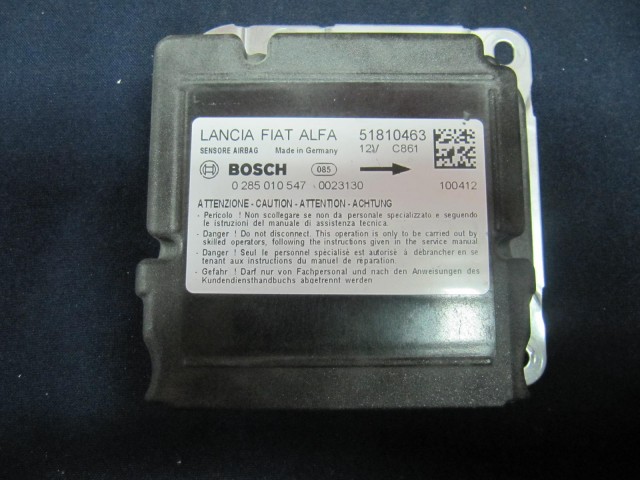 LANCIA FIAT ALFA 51810463
SENSORE AIRBAG Made in Germany 12V C861
BOSCH 085
0 285 010 547 0023130 100412
ATTENZIONE - CAUTION - ATTENTION - ACHTUNG
- Pericolo ! Non scollegare se non da personale specializzato e seguendo
le istruzioni del manuale di assistenza tecnica.
- Danger ! Do not disconnect. This operation is only to be carried out by
skilled operators, following the instructions given in the service manual
- Danger ! Seul le personnel spécialisé est autorisé à debrancher en se
tenant aux instructions du manuel de réparation.
- Gefahr ! Darf nur von Fachpersonal und nach den Anweisungen des
Kundendiensthandbuchs abgetrennt werden